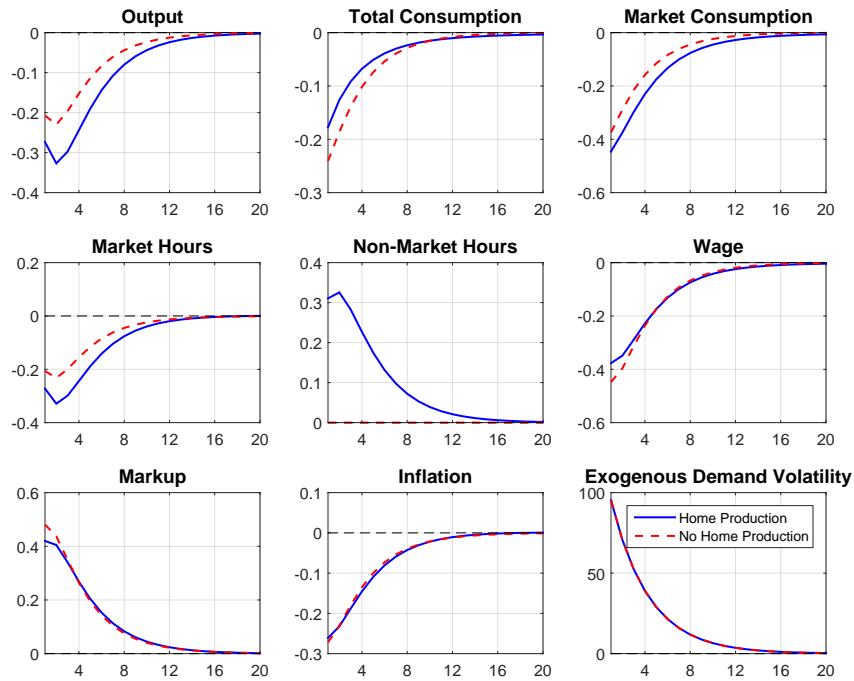 Output
0
-0.1
-0.2
-0.3
-0.4
4 8 12 16 20
Total Consumption
0
-0.1
-0.2
-0.3
4 8 12 16 20
Market Consumption
0
-0.2
-0.4
-0.6
4 8 12 16 20
Market Hours
0.2
0
-0.2
-0.4
4 8 12 16 20
Non-Market Hours
0.4
0.3
0.2
0.1
0
4 8 12 16 20
Wage
0
-0.2
-0.4
-0.6
4 8 12 16 20
Markup
0.6
0.4
0.2
0
4 8 12 16 20
Inflation
0.1
0
-0.1
-0.2
-0.3
4 8 12 16 20
Exogenous Demand Volatility
100
50
0
Home Production
No Home Production
4 8 12 16 20